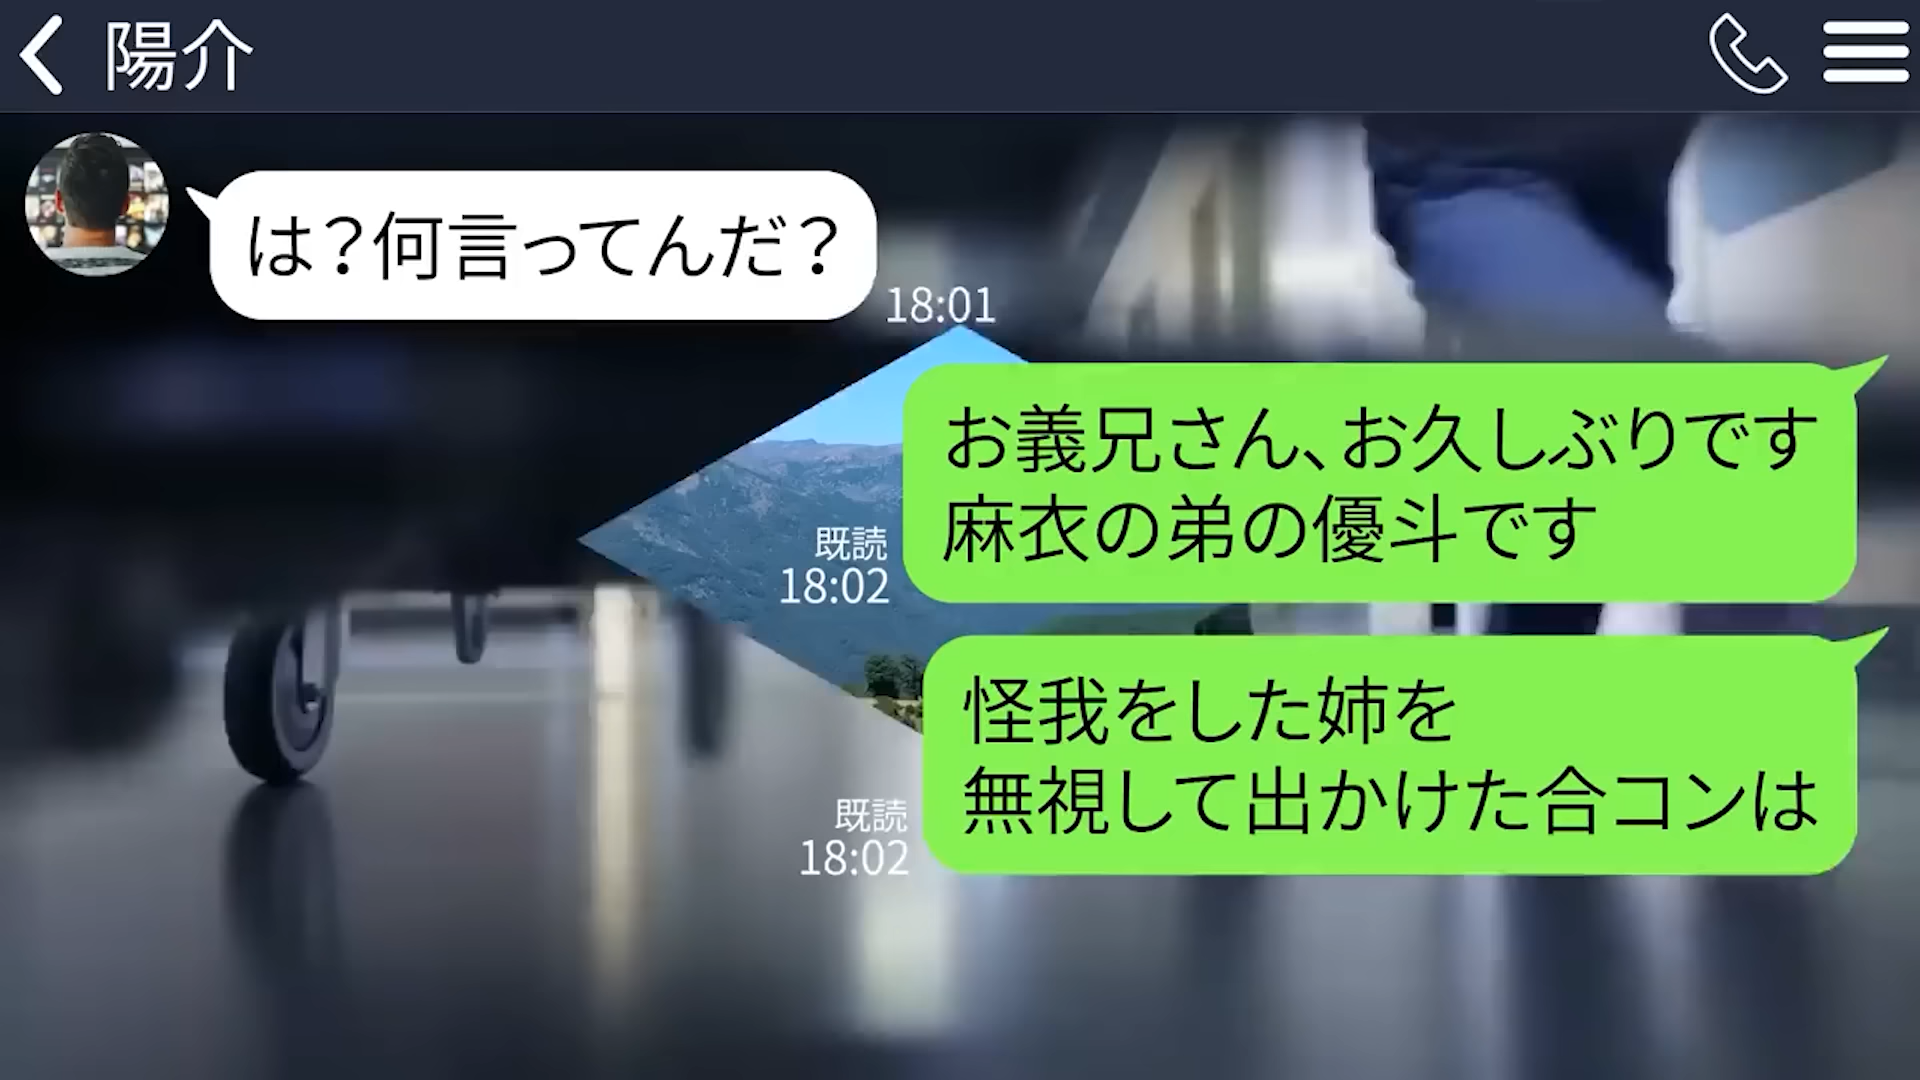 陽介
は？何言ってんだ？
18:01
お義兄さん、お久しぶりです
麻衣の弟の優斗です
既読
18:02
怪我をした姉を
無視して出かけた合コンは
既読
18:02